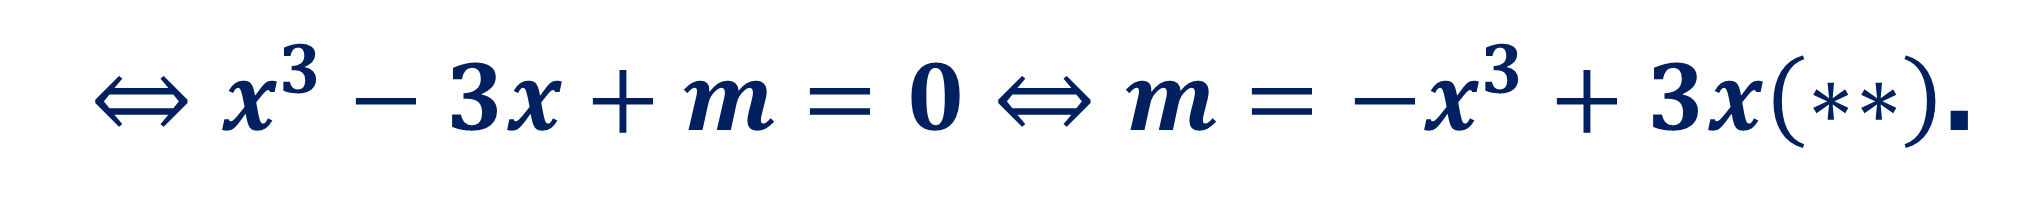 ⇔ x³ − 3x + m = 0 ⇔ m = −x³ + 3x(∗∗).